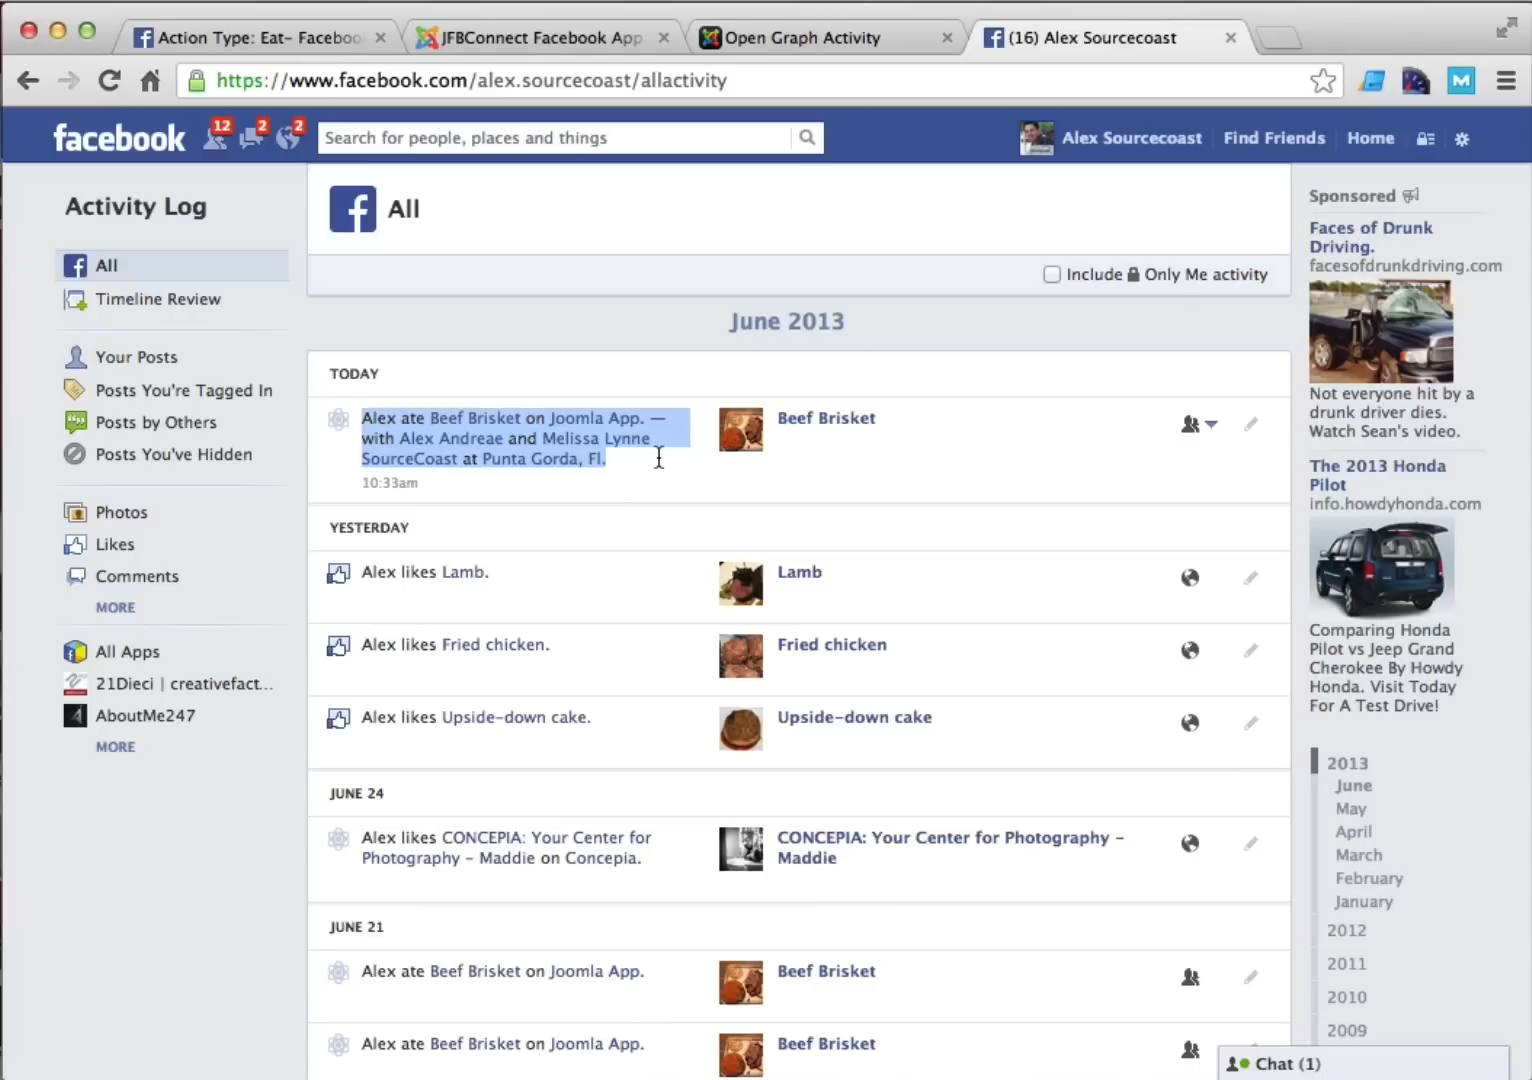 Action Type: Eat- Faceboo
JFBConnect Facebook App
Open Graph Activity
(16) Alex Sourcecoast
https://www.facebook.com/alex.sourcecoast/allactivity
M
facebook
12
2
2
Search for people, places and things
Alex Sourcecoast
Find Friends
Home
Activity Log
All
Timeline Review
Your Posts
Posts You're Tagged In
Posts by Others
Posts You've Hidden
Photos
Likes
Comments
MORE
All Apps
21Dieci | creativefact...
AboutMe247
MORE
All
Include Only Me activity
June 2013
TODAY
Alex ate Beef Brisket on Joomla App. —
with Alex Andreae and Melissa Lynne
SourceCoast at Punta Gorda, Fl.
10:33am
Beef Brisket
YESTERDAY
Alex likes Lamb.
Lamb
Alex likes Fried chicken.
Fried chicken
Alex likes Upside-down cake.
Upside-down cake
JUNE 24
Alex likes CONCEPIA: Your Center for
Photography - Maddie on Concepia.
CONCEPIA: Your Center for Photography -
Maddie
JUNE 21
Alex ate Beef Brisket on Joomla App.
Beef Brisket
Alex ate Beef Brisket on Joomla App.
Beef Brisket
Sponsored
Faces of Drunk
Driving.
facesofdrunkdriving.com
Not everyone hit by a
drunk driver dies.
Watch Sean's video.
The 2013 Honda
Pilot
info.howdyhonda.com
Comparing Honda
Pilot vs Jeep Grand
Cherokee By Howdy
Honda. Visit Today
For A Test Drive!
2013
June
May
April
March
February
January
2012
2011
2010
2009
Chat (1)